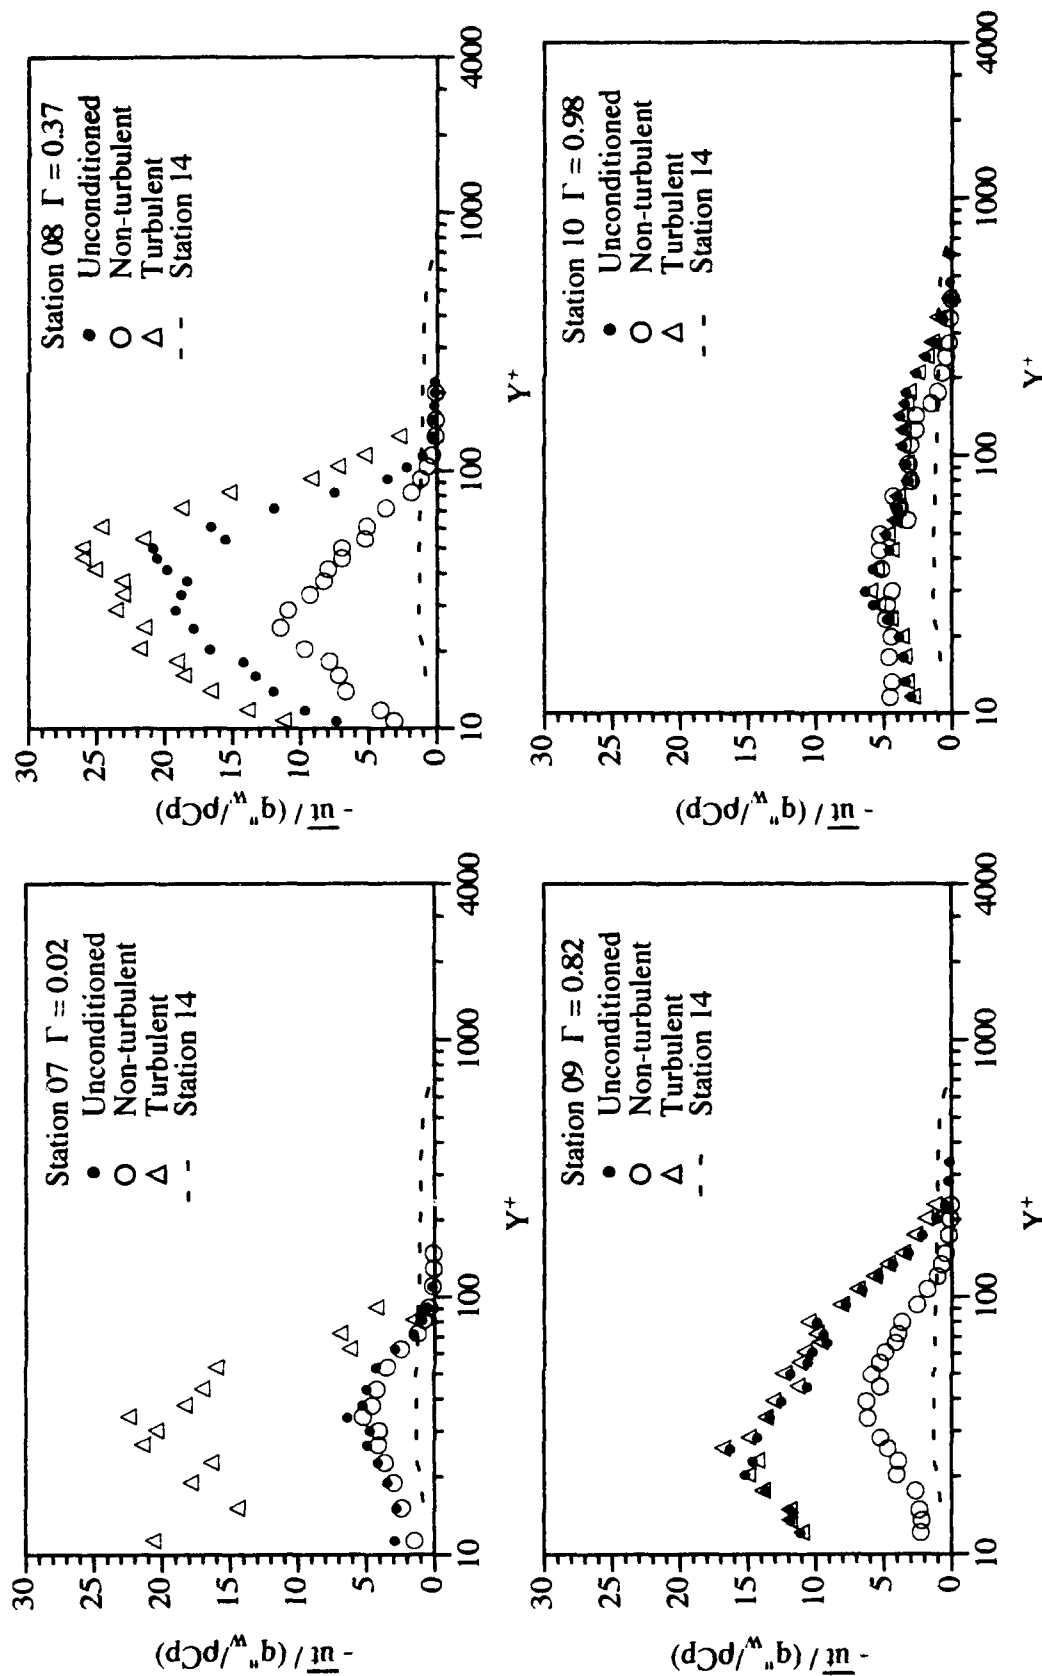 Station 07 Γ = 0.02
Unconditioned
Non-turbulent
Turbulent
Station 14
30
25
20
15
10
5
0
- ut / (q"w/ρCp)
10
100
1000
4000
Y+
Station 08 Γ = 0.37
Unconditioned
Non-turbulent
Turbulent
Station 14
30
25
20
15
10
5
0
- ut / (q"w/ρCp)
10
100
1000
4000
Y+
Station 09 Γ = 0.82
Unconditioned
Non-turbulent
Turbulent
Station 14
30
25
20
15
10
5
0
- ut / (q"w/ρCp)
10
100
1000
4000
Y+
Station 10 Γ = 0.98
Unconditioned
Non-turbulent
Turbulent
Station 14
30
25
20
15
10
5
0
- ut / (q"w/ρCp)
10
100
1000
4000
Y+